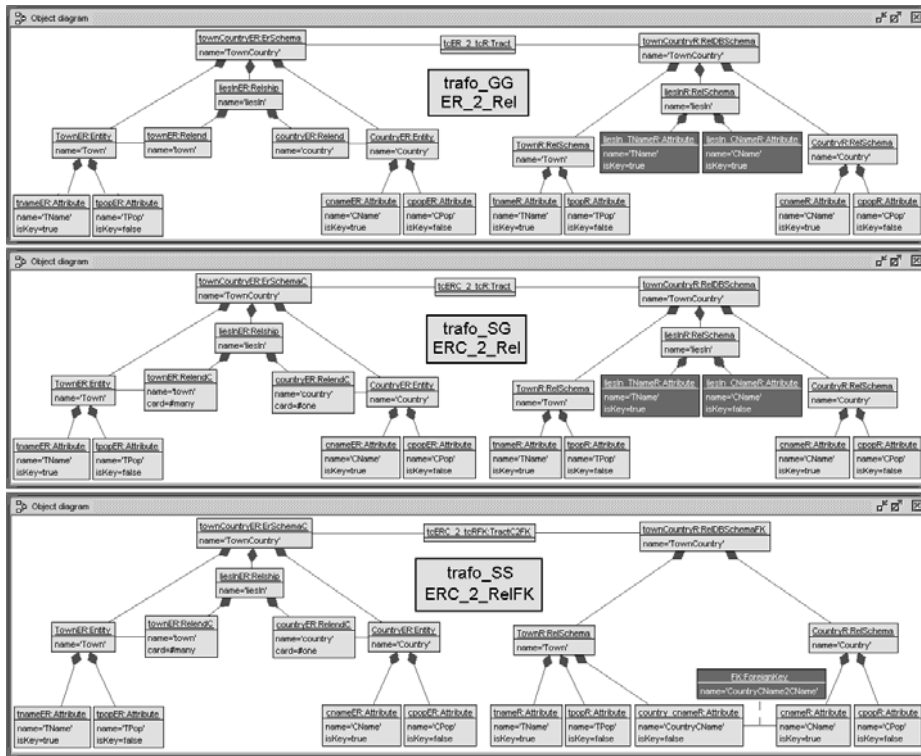 Object diagram
townCountryER:ErSchema
name='TownCountry'
tcER_2_tcR:Tract
townCountryR:RelDBSchema
name='TownCountry'
trafo_GG
ER_2_Rel
liesInER:Relship
name='liesIn'
liesInR:RelSchema
name='liesIn'
TownER:Entity
name='Town'
townER:Relend
name='town'
countryER:Relend
name='country'
CountryER:Entity
name='Country'
TownR:RelSchema
name='Town'
liesIn_TNameR:Attribute
name='TName'
isKey=true
liesIn_CNameR:Attribute
name='CName'
isKey=true
CountryR:RelSchema
name='Country'
tnameER:Attribute
name='TName'
isKey=true
tpopER:Attribute
name='TPop'
isKey=false
cnameER:Attribute
name='CName'
isKey=true
cpopER:Attribute
name='CPop'
isKey=false
tnameR:Attribute
name='TName'
isKey=true
tpopR:Attribute
name='TPop'
isKey=false
cnameR:Attribute
name='CName'
isKey=true
cpopR:Attribute
name='CPop'
isKey=false
Object diagram
townCountryER:ErSchemaC
name='TownCountry'
tcERC_2_tcR:Tract
townCountryR:RelDBSchema
name='TownCountry'
trafo_SG
ERC_2_Rel
liesInER:Relship
name='liesIn'
liesInR:RelSchema
name='liesIn'
TownER:Entity
name='Town'
townER:RelendC
name='town'
card=#many
countryER:RelendC
name='country'
card=#one
CountryER:Entity
name='Country'
TownR:RelSchema
name='Town'
liesIn_TNameR:Attribute
name='TName'
isKey=true
liesIn_CNameR:Attribute
name='CName'
isKey=false
CountryR:RelSchema
name='Country'
tnameER:Attribute
name='TName'
isKey=true
tpopER:Attribute
name='TPop'
isKey=false
cnameER:Attribute
name='CName'
isKey=true
cpopER:Attribute
name='CPop'
isKey=false
tnameR:Attribute
name='TName'
isKey=true
tpopR:Attribute
name='TPop'
isKey=false
cnameR:Attribute
name='CName'
isKey=true
cpopR:Attribute
name='CPop'
isKey=false
Object diagram
townCountryER:ErSchemaC
name='TownCountry'
tcERC_2_tcRFK:TractC2FK
townCountryR:RelDBSchemaFK
name='TownCountry'
trafo_SS
ERC_2_RelFK
liesInER:Relship
name='liesIn'
TownER:Entity
name='Town'
townER:RelendC
name='town'
card=#many
countryER:RelendC
name='country'
card=#one
CountryER:Entity
name='Country'
TownR:RelSchema
name='Town'
CountryR:RelSchema
name='Country'
FK:ForeignKey
name='CountryCName2CName'
tnameER:Attribute
name='TName'
isKey=true
tpopER:Attribute
name='TPop'
isKey=false
cnameER:Attribute
name='CName'
isKey=true
cpopER:Attribute
name='CPop'
isKey=false
tnameR:Attribute
name='TName'
isKey=true
tpopR:Attribute
name='TPop'
isKey=false
country_cnameR:Attribute
name='CountryCName'
isKey=false
cnameR:Attribute
name='CName'
isKey=true
cpopR:Attribute
name='CPop'
isKey=false